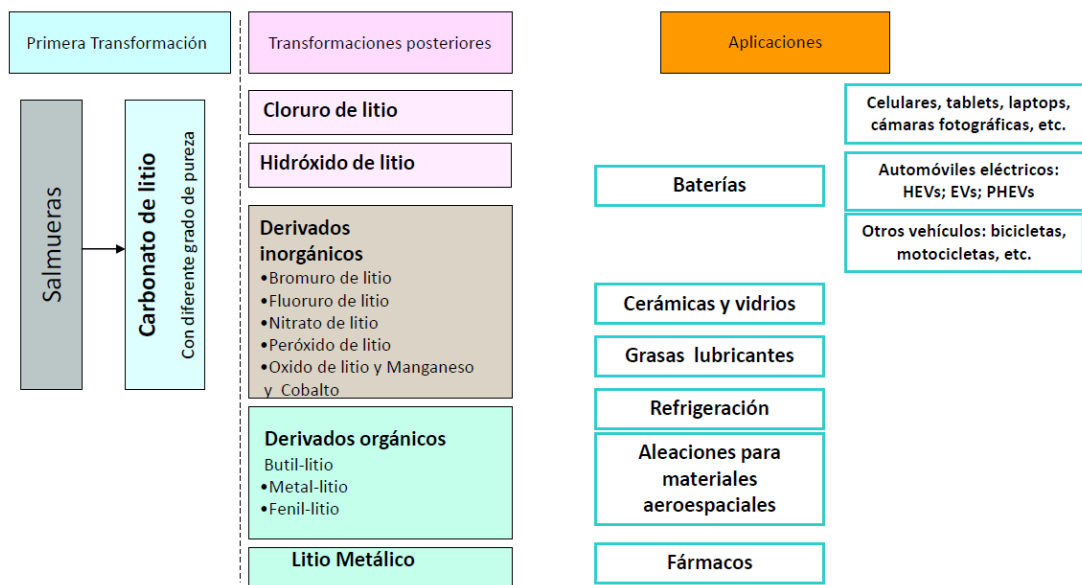 Primera Transformación
Transformaciones posteriores
Aplicaciones
Salmueras
Carbonato de litio
Con diferente grado de pureza
Cloruro de litio
Hidróxido de litio
Derivados
inorgánicos
•Bromuro de litio
•Fluoruro de litio
•Nitrato de litio
•Peróxido de litio
•Oxido de litio y Manganeso
y Cobalto
Derivados orgánicos
Butil-litio
•Metal-litio
•Fenil-litio
Litio Metálico
Baterías
Celulares, tablets, laptops,
cámaras fotográficas, etc.
Automóviles eléctricos:
HEVs; EVs; PHEVs
Otros vehículos: bicicletas,
motocicletas, etc.
Cerámicas y vidrios
Grasas lubricantes
Refrigeración
Aleaciones para
materiales
aeroespaciales
Fármacos